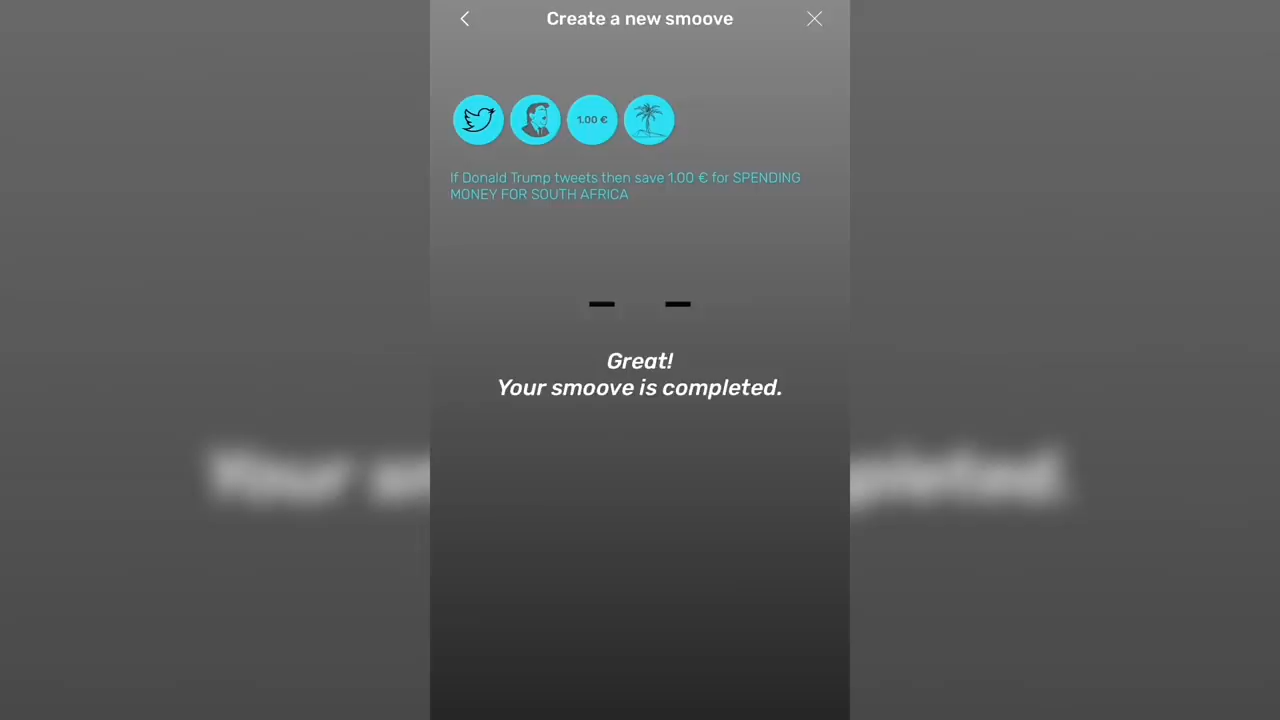 Create a new smoove
1.00 €
If Donald Trump tweets then save 1.00 € for SPENDING
MONEY FOR SOUTH AFRICA
Great!
Your smoove is completed.